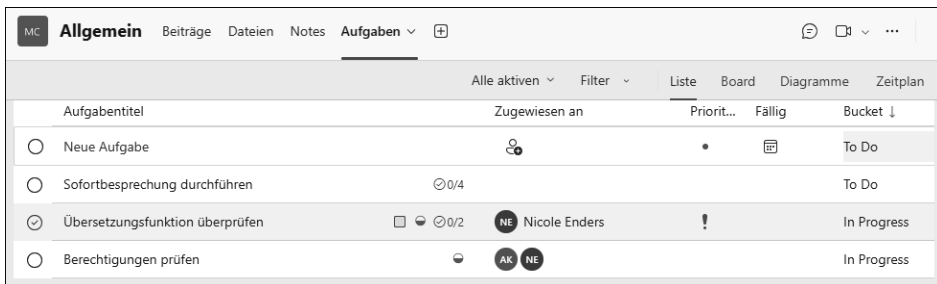 MC Allgemein Beiträge Dateien Notes Aufgaben
Alle aktiven Filter Liste Board Diagramme Zeitplan
Aufgabentitel Zugewiesen an Priorit... Fällig Bucket ↓
Neue Aufgabe To Do
Sofortbesprechung durchführen 0/4 To Do
Übersetzungsfunktion überprüfen 0/2 NE Nicole Enders In Progress
Berechtigungen prüfen AK NE In Progress